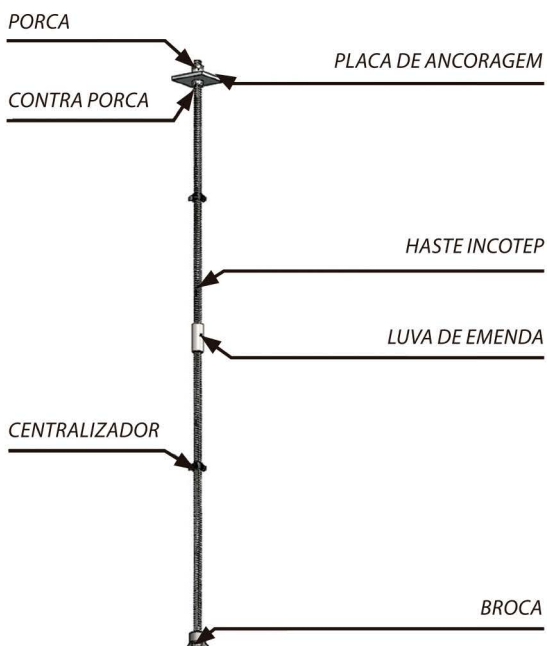 PORCA
PLACA DE ANCORAGEM
CONTRA PORCA
HASTE INCOTEP
LUVA DE EMENDA
CENTRALIZADOR
BROCA